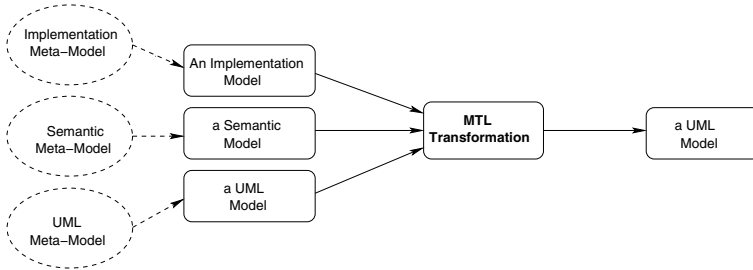 Implementation
Meta-Model
An Implementation
Model
Semantic
Meta-Model
a Semantic
Model
UML
Meta-Model
a UML
Model
MTL
Transformation
a UML
Model